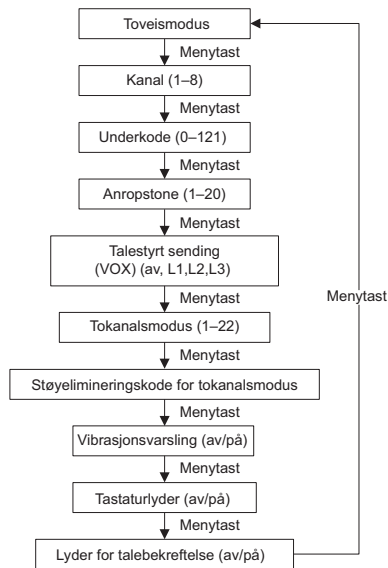 Toveismodus
Menytast
Kanal (1–8)
Menytast
Underkode (0–121)
Menytast
Anropstone (1–20)
Menytast
Talestyrt sending
(VOX) (av, L1,L2,L3)
Menytast
Menytast
Tokanalsmodus (1–22)
Menytast
Støyelimineringskode for tokanalsmodus
Menytast
Vibrasjonsvarsling (av/på)
Menytast
Tastaturlyder (av/på)
Menytast
Lyder for talebekreftelse (av/på)